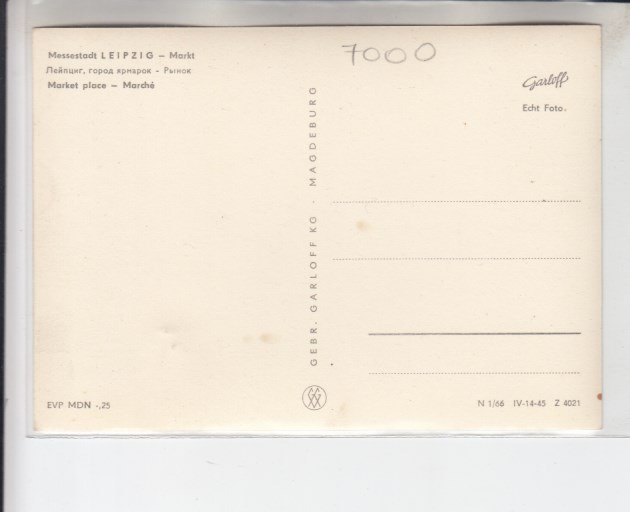 Messestadt LEIPZIG – Markt
Лейпциг, город ярмарок - Рынок
Market place – Marché
7000
Garloff
Echt Foto.
GEBR. GARLOFF KG · MAGDEBURG
EVP MDN -,25
N 1/66 IV-14-45 Z 4021